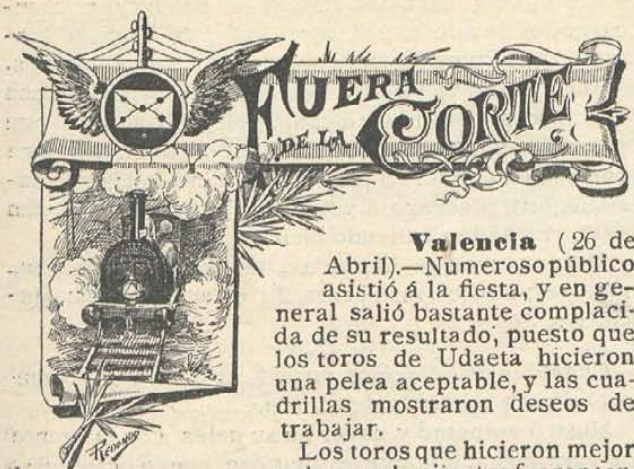 FUERA
DE LA CORTE
REDONDO
Valencia (26 de
Abril).—Numeroso público
asistió á la fiesta, y en ge-
neral salió bastante complaci-
da de su resultado, puesto que
los toros de Udaeta hicieron
una pelea aceptable, y las cua-
drillas mostraron deseos de
trabajar.
Los toros que hicieron mejor